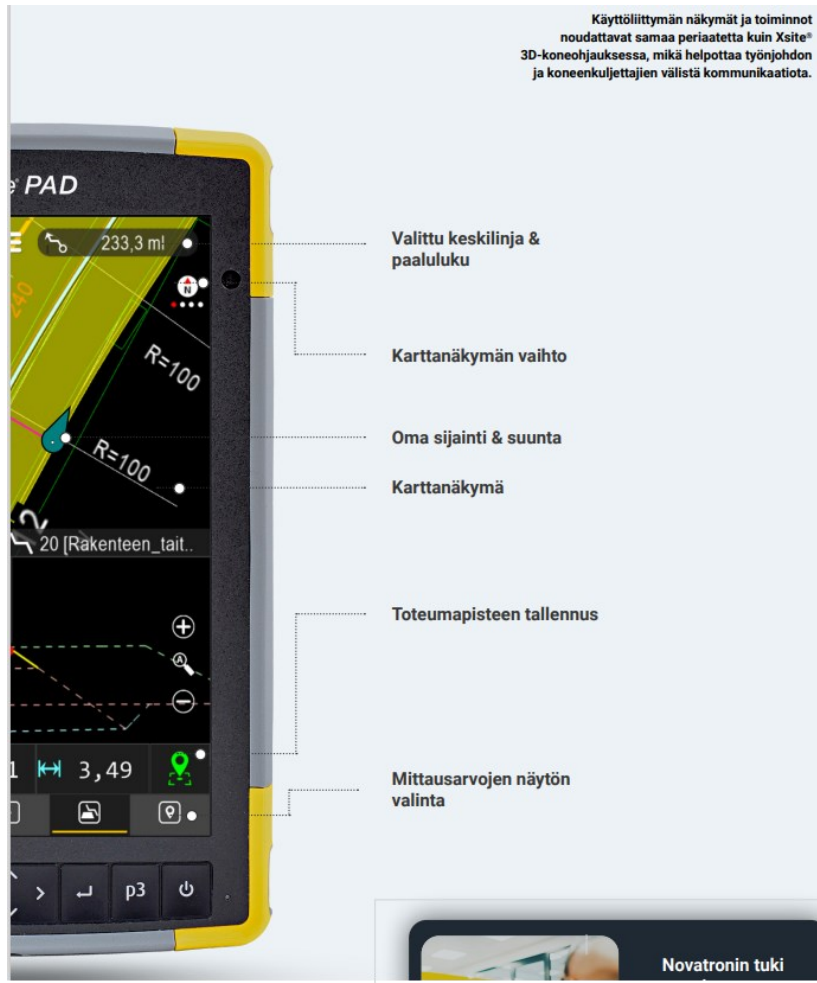 Käyttöliittymän näkymät ja toiminnot
noudattavat samaa periaatetta kuin Xsite®
3D-koneohjauksessa, mikä helpottaa työnjohdon
ja koneenkuljettajien välistä kommunikaatiota.
PAD
233,3 m
N
240
R=100
R=100
20 [Rakenteen_tait..
A
3,49
p3
Valittu keskilinja &
paaluluku
Karttanäkymän vaihto
Oma sijainti & suunta
Karttanäkymä
Toteumapisteen tallennus
Mittausarvojen näytön
valinta
Novatronin tuki